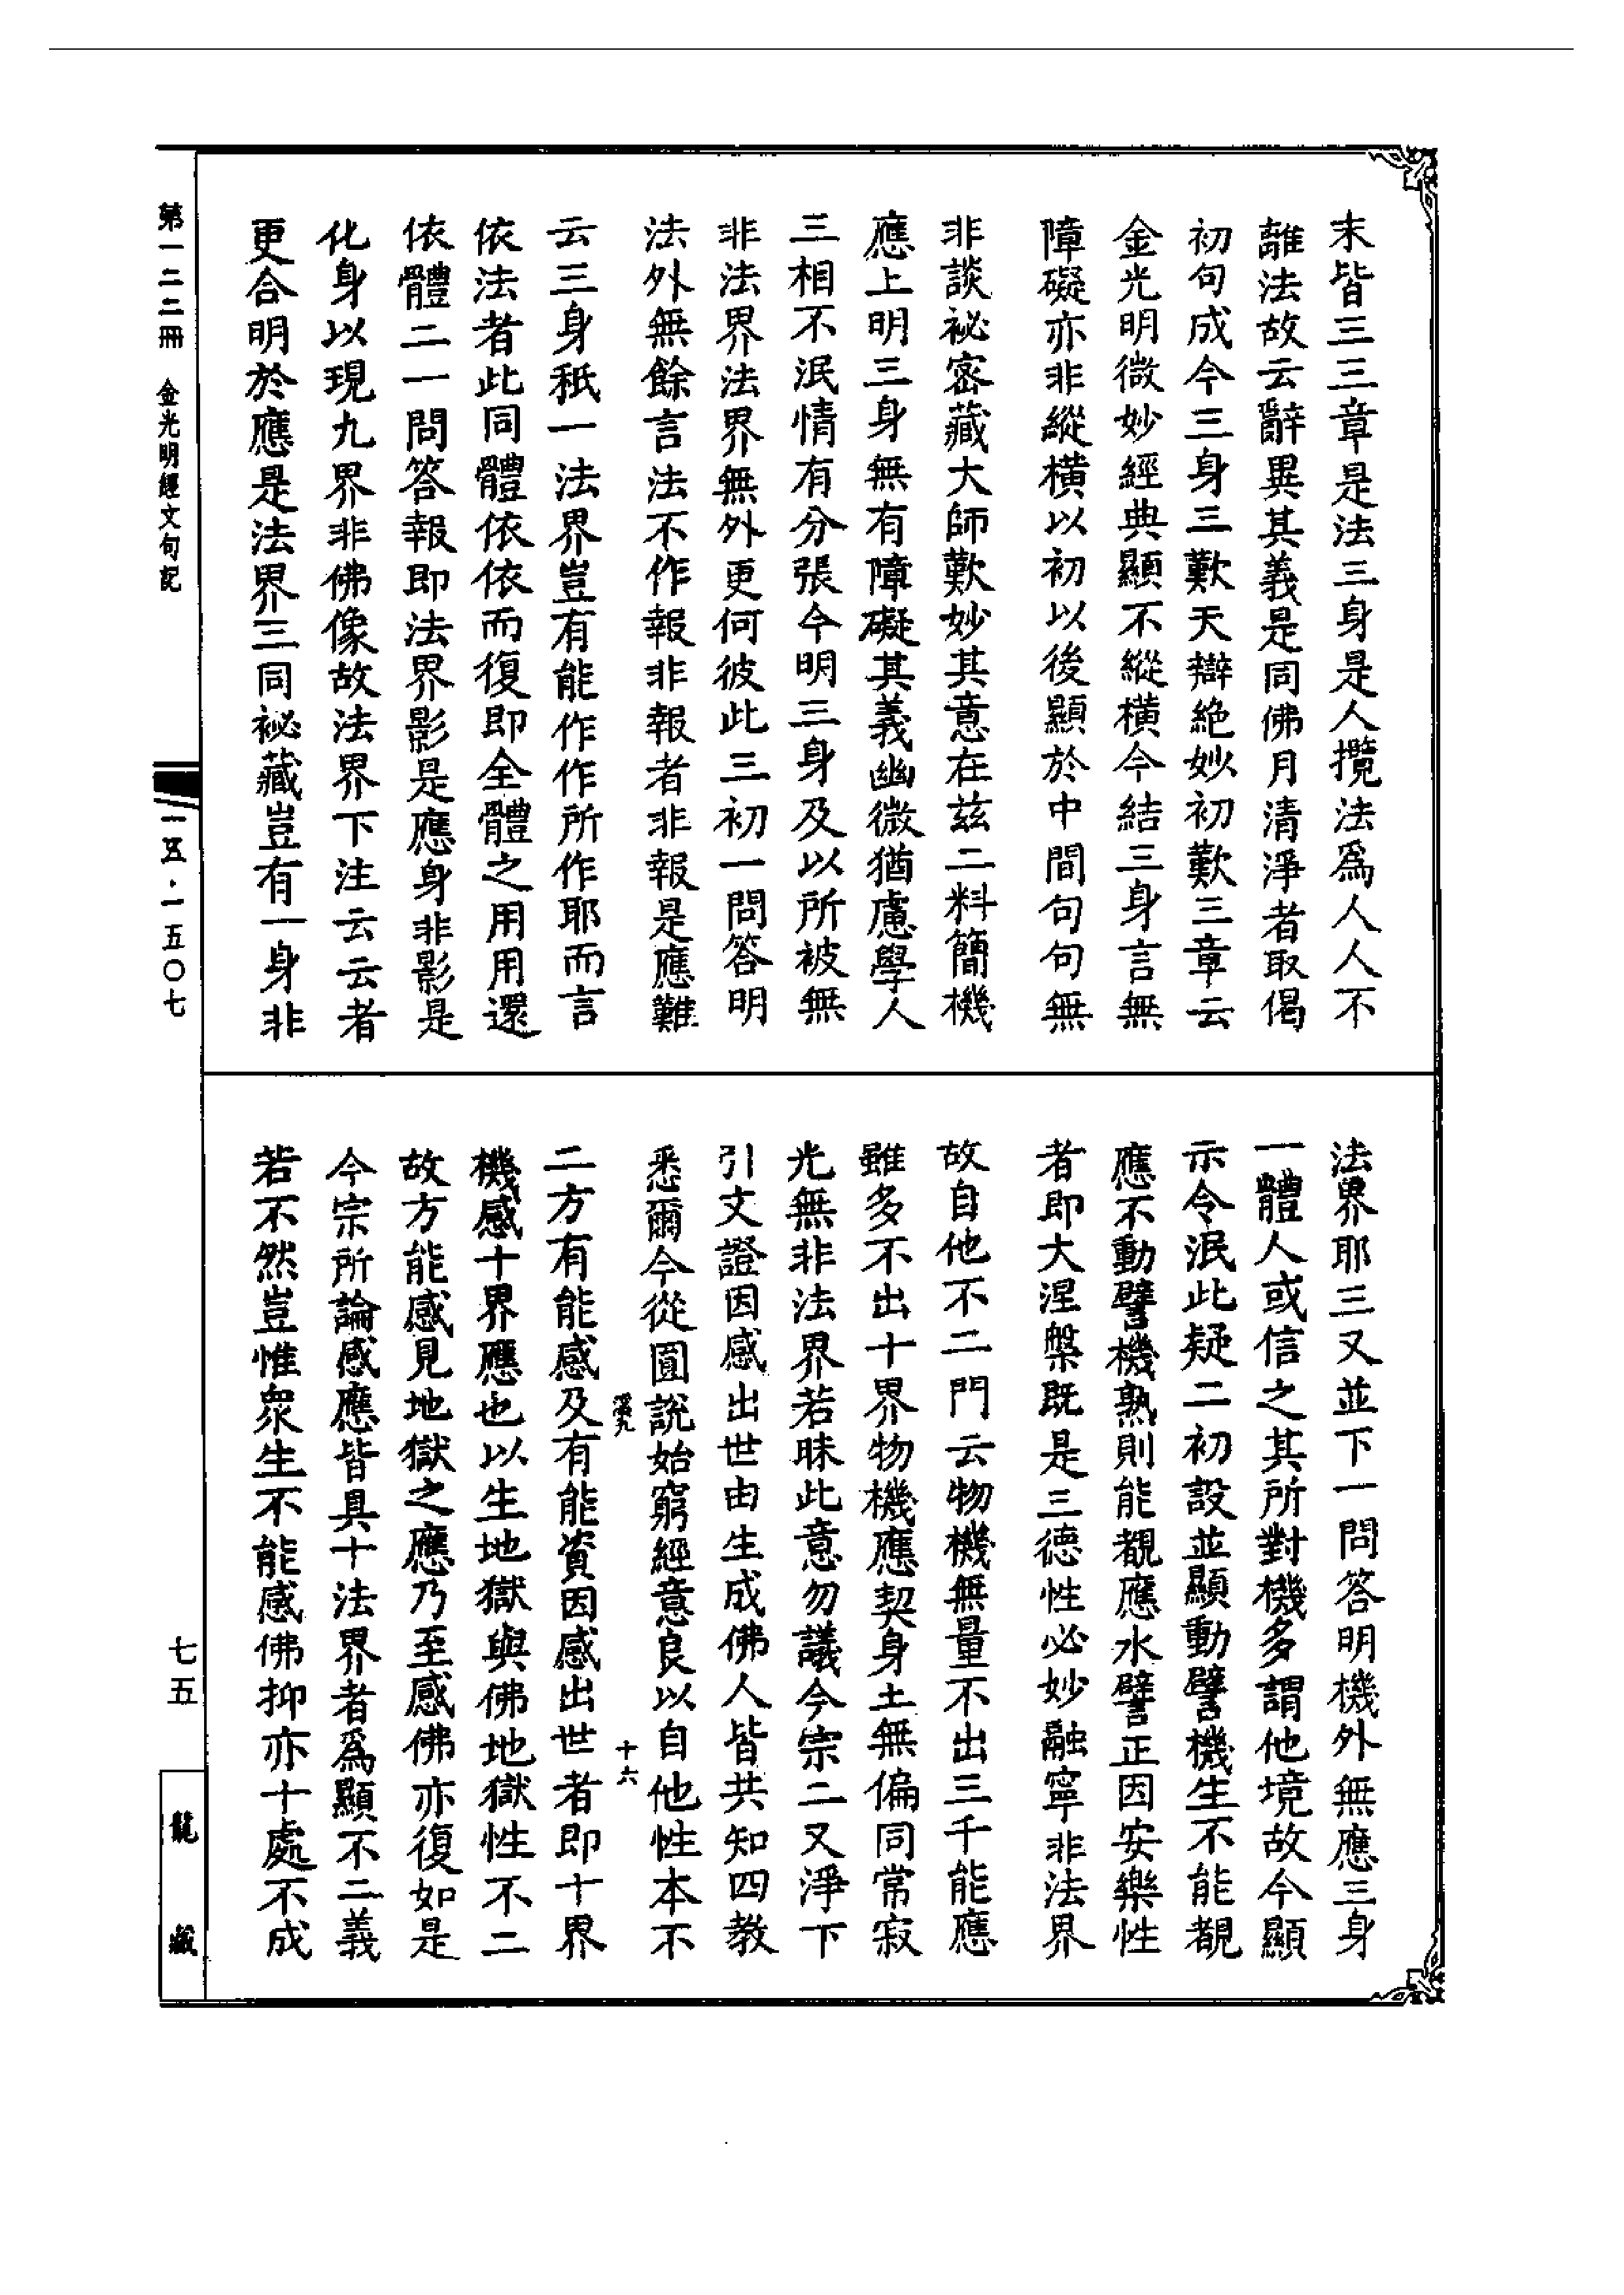 末皆三三章是法三身是人攬法爲人人不
離法故云辭異其義是同佛月清淨者取偈
初句成今三身三歎天辯絶妙初歎三章云
金光明微妙經典顯不縱橫今結三身言無
障礙亦非縱橫以初以後顯於中間句句無
非談祕密藏大師歎妙其意在茲二料簡機
應上明三身無有障礙其義幽微猶慮學人
三相不泯情有分張今明三身及以所被無
非法界法界無外更何彼此三初一問答明
法外無餘言法不作報非報者非報是應難
云三身秖一法界豈有能作作所作耶而言
依法者此同體依依而復即全體之用用還
依體二一問答報即法界影是應身非影是
化身以現九界非佛像故法界下注云云者
更合明於應是法界三同祕藏豈有一身非
法界耶三又並下一問答明機外無應三身
一體人或信之其所對機多謂他境故今顯
示令泯此疑二初設並顯動譬機生不能覩
應不動譬機熟則能覩應水譬正因安樂性
者即大涅槃既是三德性必妙融寧非法界
故自他不二門云物機無量不出三千能應
雖多不出十界物機應契身土無偏同常寂
光無非法界若昧此意勿議今宗二又淨下
引文證因感出世由生成佛人皆共知四教
悉爾今從圓說始窮經意良以自他性本不
十六
二方有能感及有能資因感出世者即十界
機感十界應也以生地獄與佛地獄性不二
故方能感見地獄之應乃至感佛亦復如是
今宗所論感應皆具十法界者爲顯不二義
若不然豈惟衆生不能感佛抑亦十處不成
第一二二冊 金光明經文句記
一五五·一五〇七
七五
龍藏